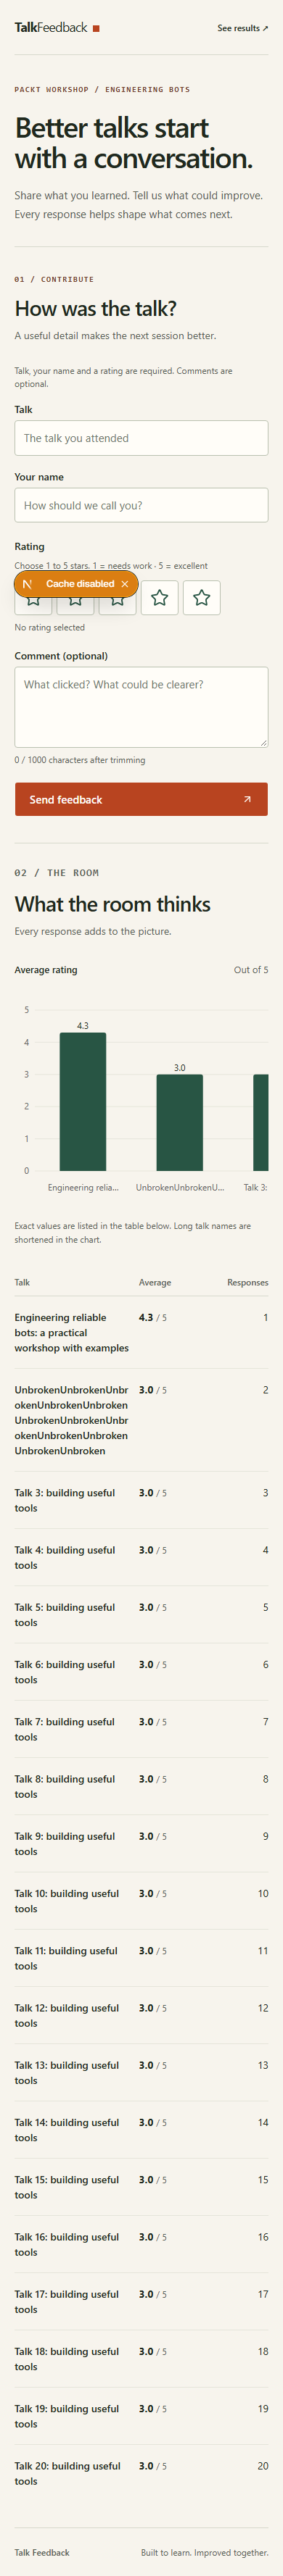 TalkFeedback
See results ↗
PACKT WORKSHOP / ENGINEERING BOTS
Better talks start
with a conversation.
Share what you learned. Tell us what could improve.
Every response helps shape what comes next.
01 / CONTRIBUTE
How was the talk?
A useful detail makes the next session better.
Talk, your name and a rating are required. Comments are
optional.
Talk
The talk you attended
Your name
How should we call you?
Rating
Choose 1 to 5 stars. 1 = needs work · 5 = excellent
N Cache disabled ×
No rating selected
Comment (optional)
What clicked? What could be clearer?
0 / 1000 characters after trimming
Send feedback ↗
02 / THE ROOM
What the room thinks
Every response adds to the picture.
Average rating Out of 5
5
4.3
4
3.0
3
2
1
0
Engineering relia... UnbrokenUnbrokenU... Talk 3:
Exact values are listed in the table below. Long talk names are
shortened in the chart.
Talk Average Responses
Engineering reliable 4.3 / 5 1
bots: a practical
workshop with examples
UnbrokenUnbrokenUnbr 3.0 / 5 2
okenUnbrokenUnbroken
UnbrokenUnbrokenUnbr
okenUnbrokenUnbroken
UnbrokenUnbroken
Talk 3: building useful 3.0 / 5 3
tools
Talk 4: building useful 3.0 / 5 4
tools
Talk 5: building useful 3.0 / 5 5
tools
Talk 6: building useful 3.0 / 5 6
tools
Talk 7: building useful 3.0 / 5 7
tools
Talk 8: building useful 3.0 / 5 8
tools
Talk 9: building useful 3.0 / 5 9
tools
Talk 10: building useful 3.0 / 5 10
tools
Talk 11: building useful 3.0 / 5 11
tools
Talk 12: building useful 3.0 / 5 12
tools
Talk 13: building useful 3.0 / 5 13
tools
Talk 14: building useful 3.0 / 5 14
tools
Talk 15: building useful 3.0 / 5 15
tools
Talk 16: building useful 3.0 / 5 16
tools
Talk 17: building useful 3.0 / 5 17
tools
Talk 18: building useful 3.0 / 5 18
tools
Talk 19: building useful 3.0 / 5 19
tools
Talk 20: building useful 3.0 / 5 20
tools
Talk Feedback
Built to learn. Improved together.